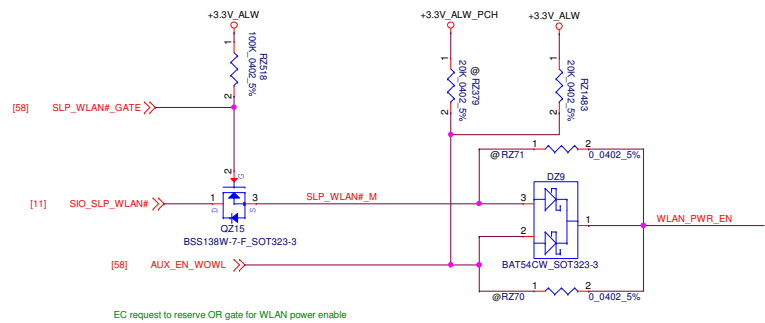 +3.3V_ALW
+3.3V_ALW_PCH
+3.3V_ALW
1
RZ518
100K_0402_5%
2
1
@ RZ379
20K_0402_5%
2
1
RZ1483
20K_0402_5%
2
[58] SLP_WLAN#_GATE
@RZ71 1 2 0_0402_5%
G 2
DZ9
[11] SIO_SLP_WLAN# 1 D S 3 SLP_WLAN#_M 3
QZ15
BSS138W-7-F_SOT323-3
2 1 WLAN_PWR_EN
[58] AUX_EN_WOWL
BAT54CW_SOT323-3
@RZ70 1 2 0_0402_5%
EC request to reserve OR gate for WLAN power enable